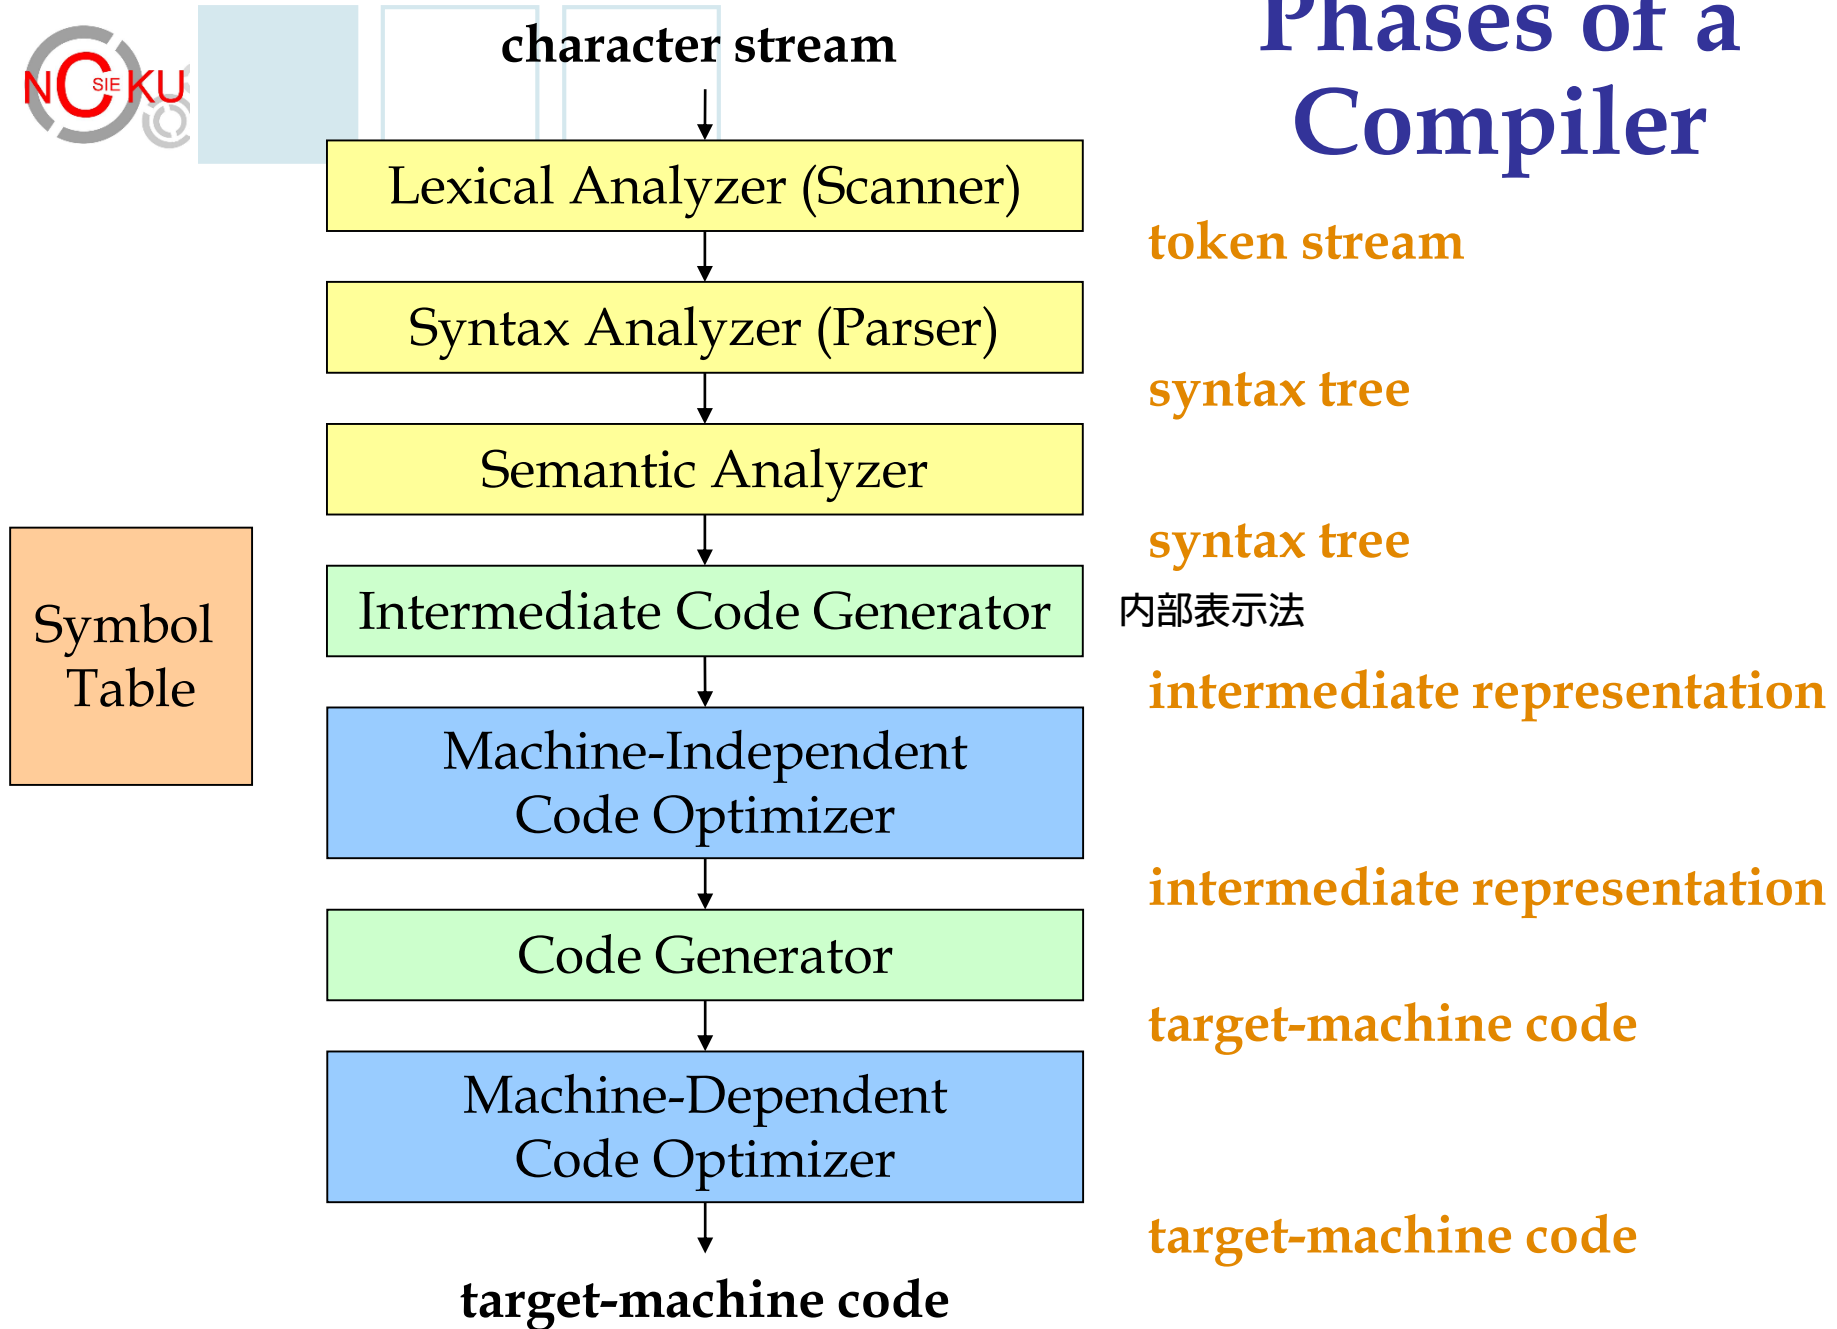 NCKU
SIE
Phases of a
Compiler
character stream
Lexical Analyzer (Scanner)
token stream
Syntax Analyzer (Parser)
syntax tree
Semantic Analyzer
syntax tree
Symbol
Table
Intermediate Code Generator
内部表示法
intermediate representation
Machine-Independent
Code Optimizer
intermediate representation
Code Generator
target-machine code
Machine-Dependent
Code Optimizer
target-machine code
target-machine code